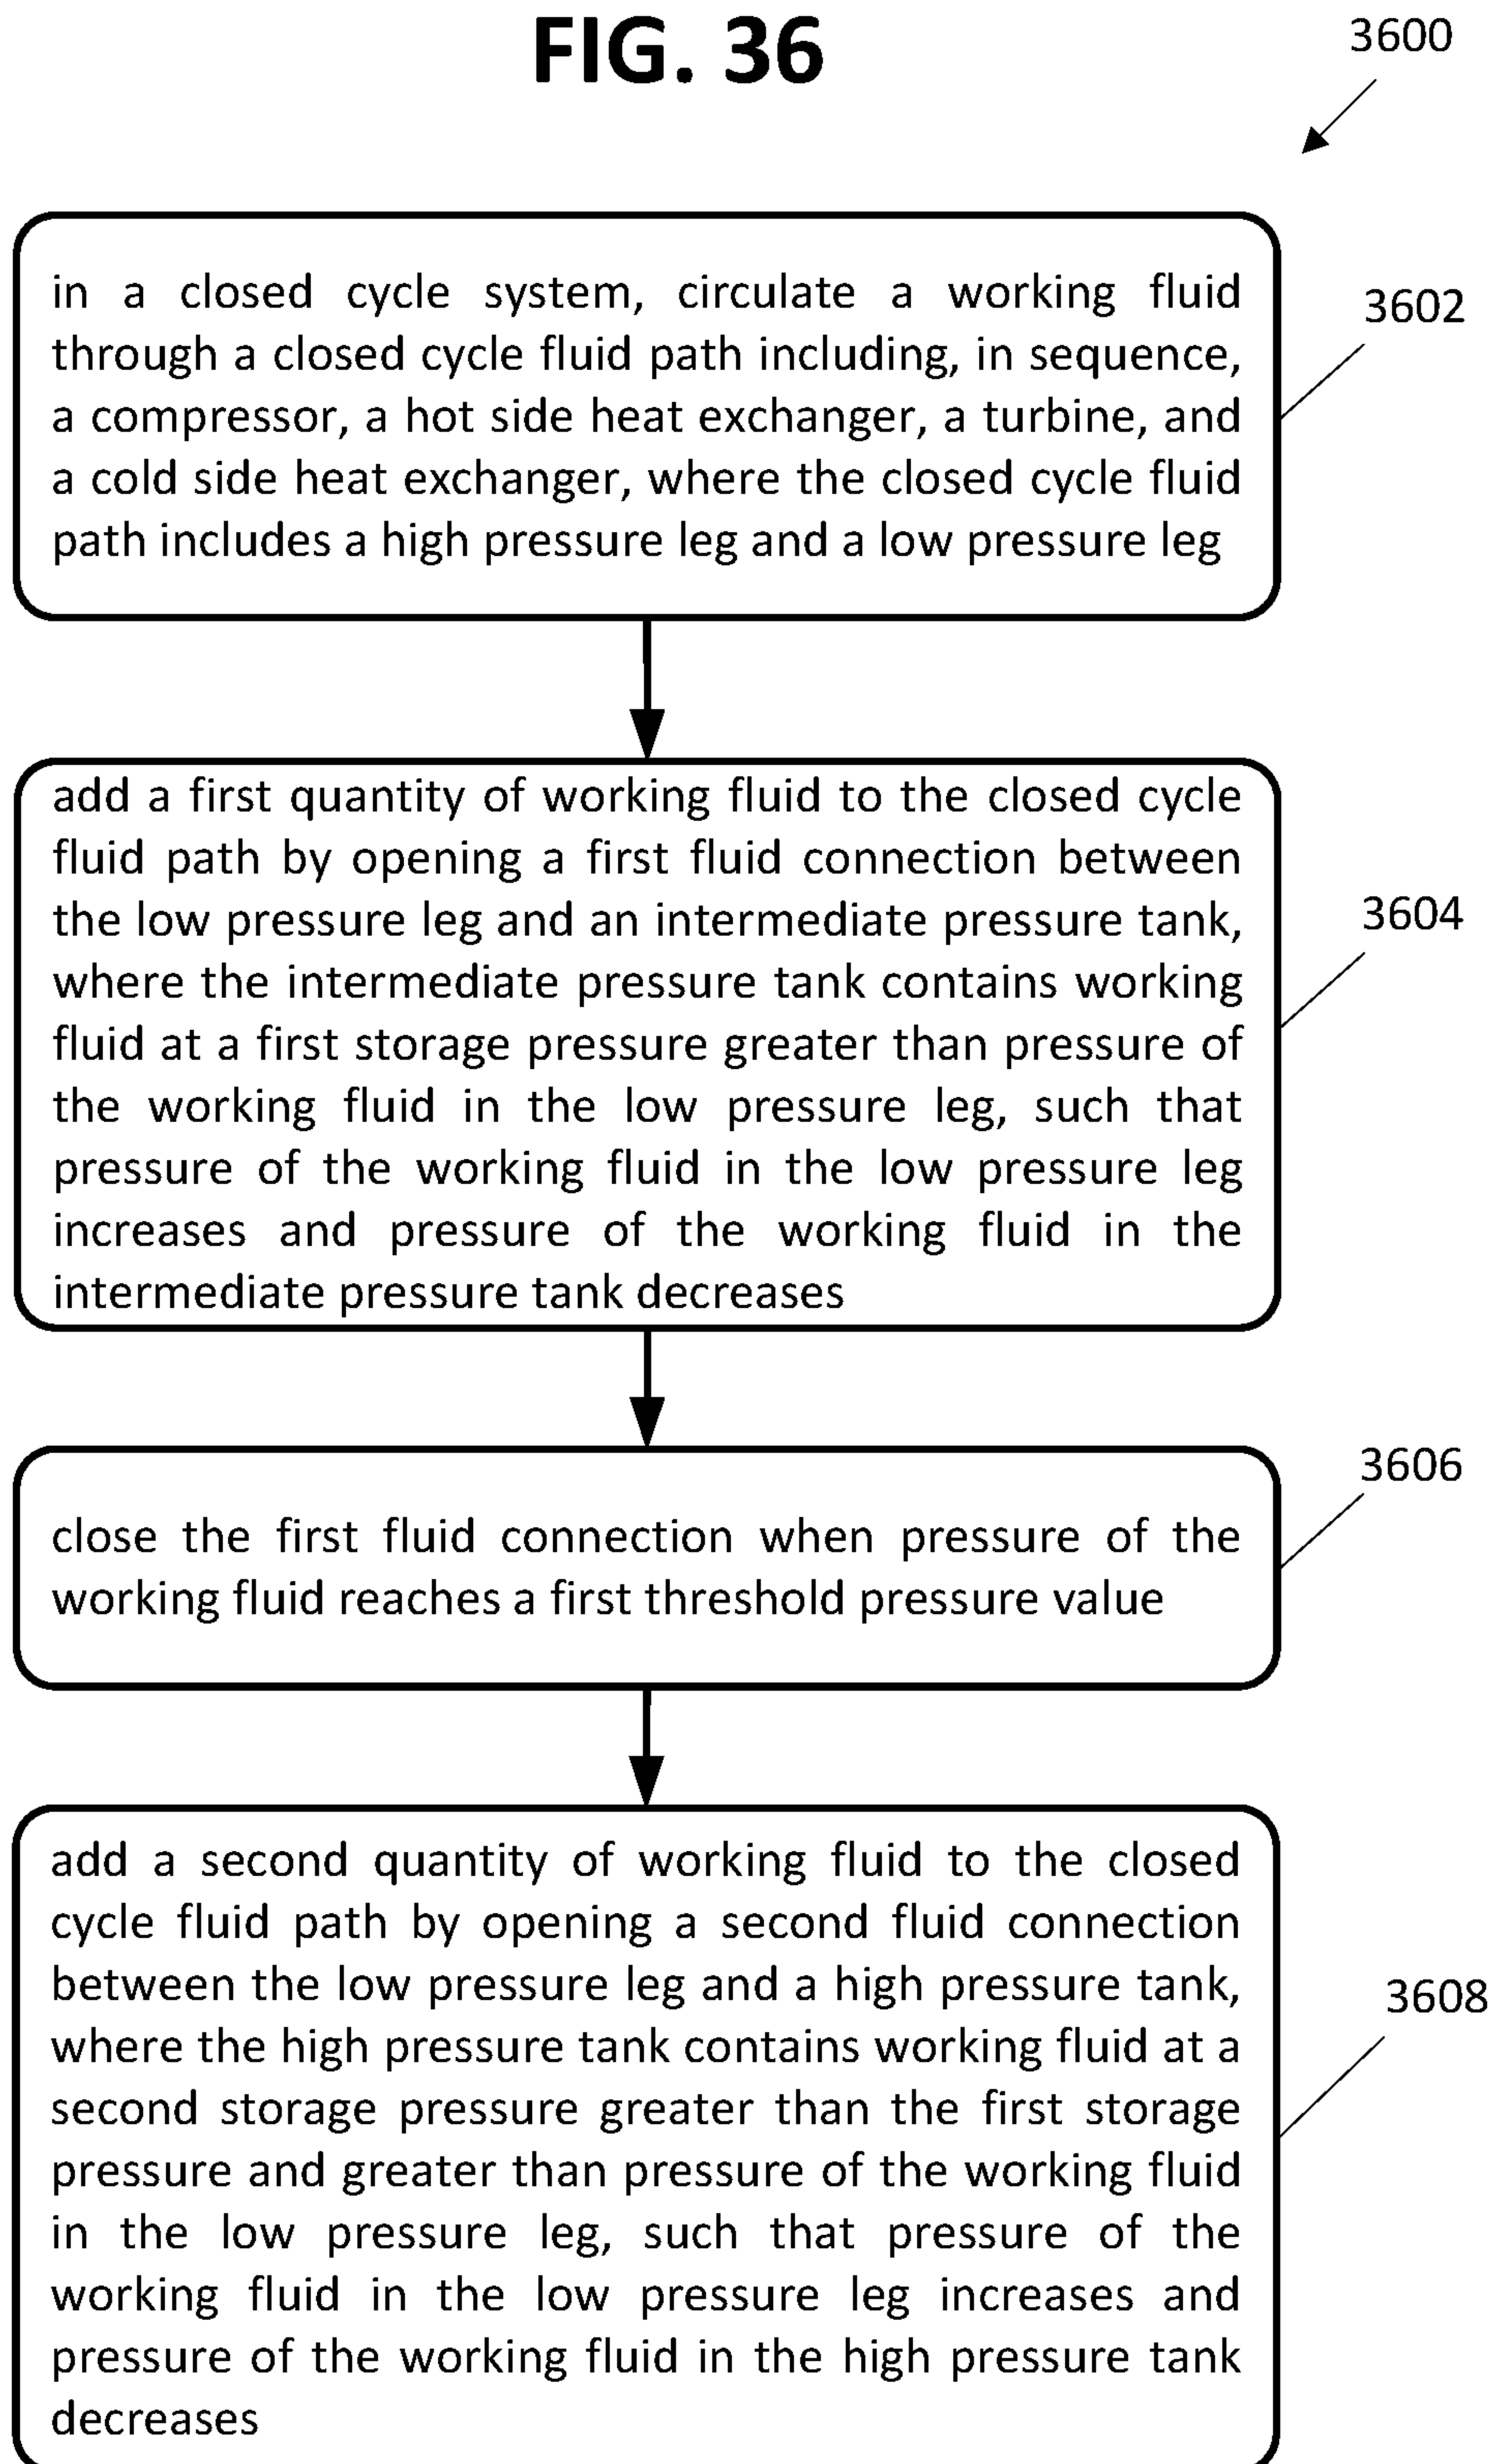 FIG. 36
3600
in a closed cycle system, circulate a working fluid
through a closed cycle fluid path including, in sequence,
a compressor, a hot side heat exchanger, a turbine, and
a cold side heat exchanger, where the closed cycle fluid
path includes a high pressure leg and a low pressure leg
3602
add a first quantity of working fluid to the closed cycle
fluid path by opening a first fluid connection between
the low pressure leg and an intermediate pressure tank,
where the intermediate pressure tank contains working
fluid at a first storage pressure greater than pressure of
the working fluid in the low pressure leg, such that
pressure of the working fluid in the low pressure leg
increases and pressure of the working fluid in the
intermediate pressure tank decreases
3604
close the first fluid connection when pressure of the
working fluid reaches a first threshold pressure value
3606
add a second quantity of working fluid to the closed
cycle fluid path by opening a second fluid connection
between the low pressure leg and a high pressure tank,
where the high pressure tank contains working fluid at a
second storage pressure greater than the first storage
pressure and greater than pressure of the working fluid
in the low pressure leg, such that pressure of the
working fluid in the low pressure leg increases and
pressure of the working fluid in the high pressure tank
decreases
3608